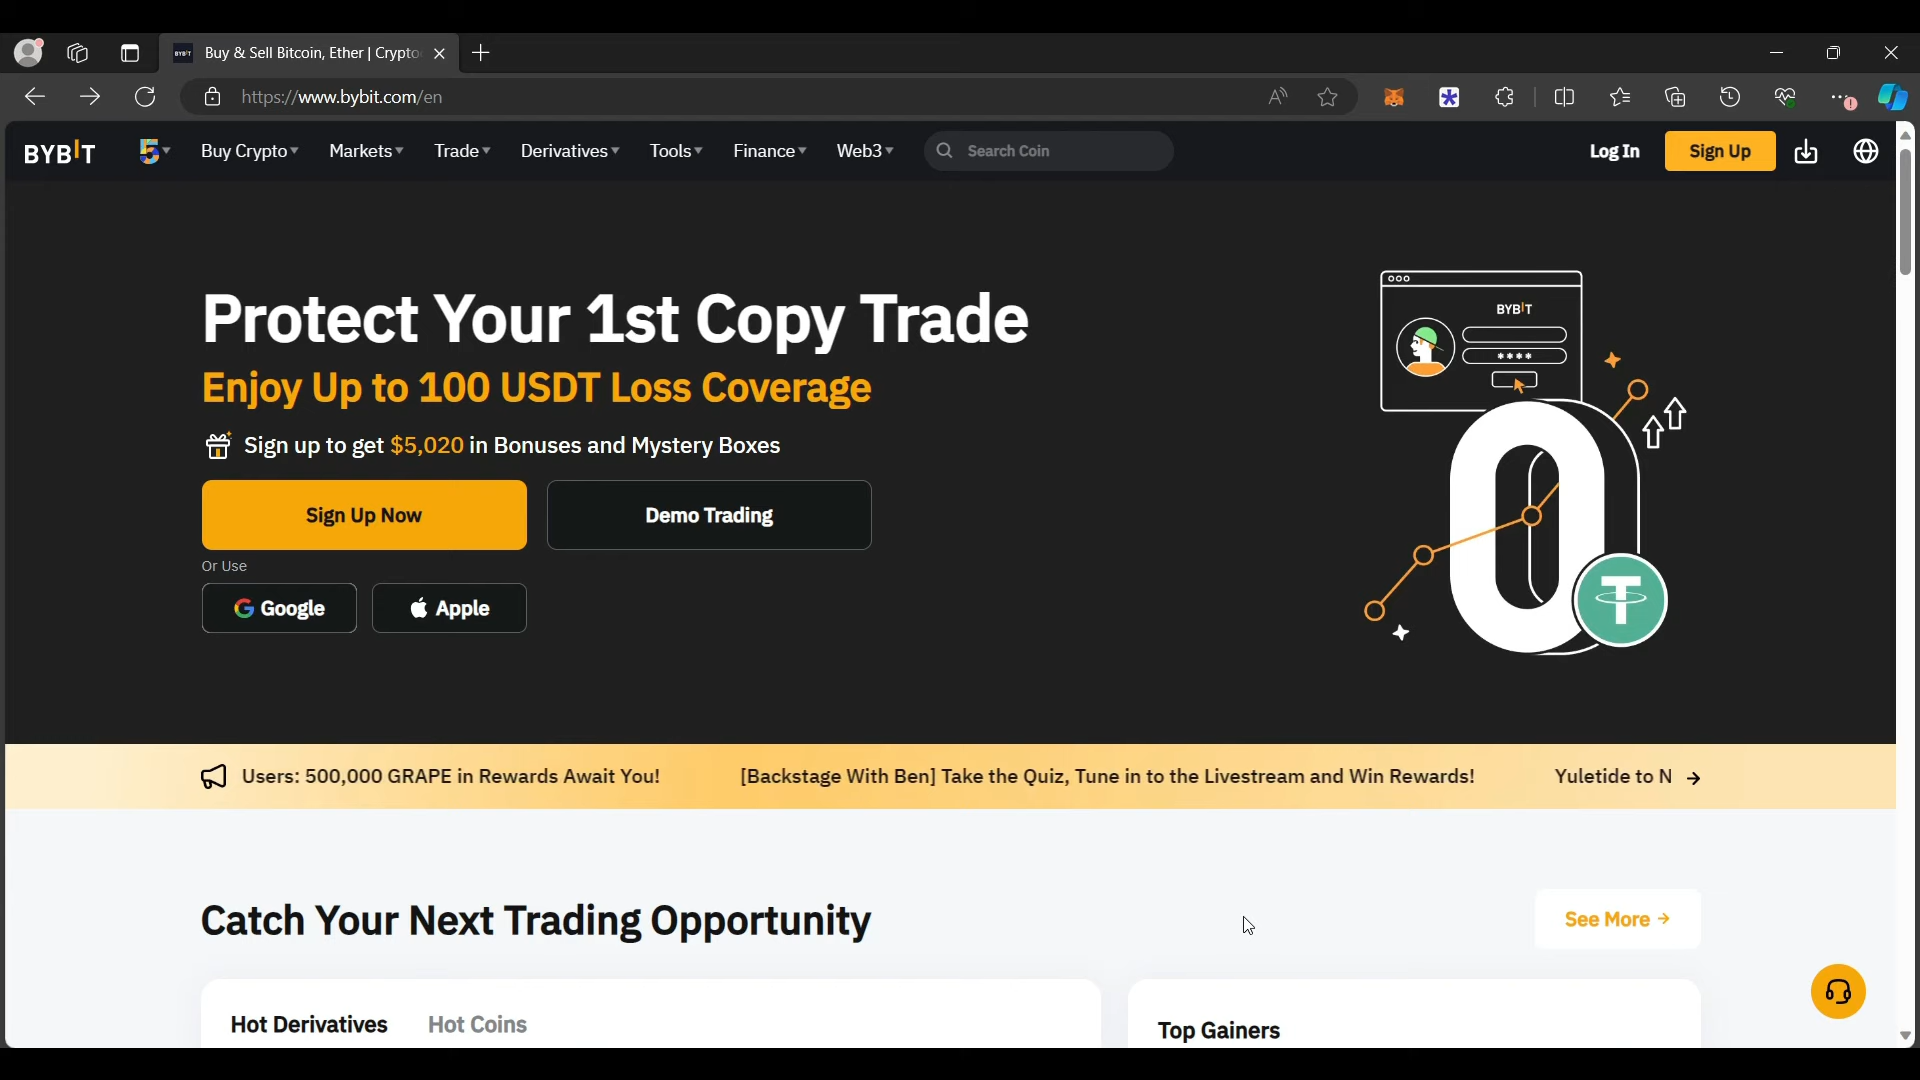 BYBIT
Buy & Sell Bitcoin, Ether | Crypto
https://www.bybit.com/en
BYBIT
5
Buy Crypto
Markets
Trade
Derivatives
Tools
Finance
Web3
Search Coin
Log In
Sign Up
Protect Your 1st Copy Trade
Enjoy Up to 100 USDT Loss Coverage
Sign up to get $5,020 in Bonuses and Mystery Boxes
Sign Up Now
Demo Trading
Or Use
Google
Apple
BYBIT
****
0
Users: 500,000 GRAPE in Rewards Await You!
[Backstage With Ben] Take the Quiz, Tune in to the Livestream and Win Rewards!
Yuletide to N
Catch Your Next Trading Opportunity
See More
Hot Derivatives
Hot Coins
Top Gainers